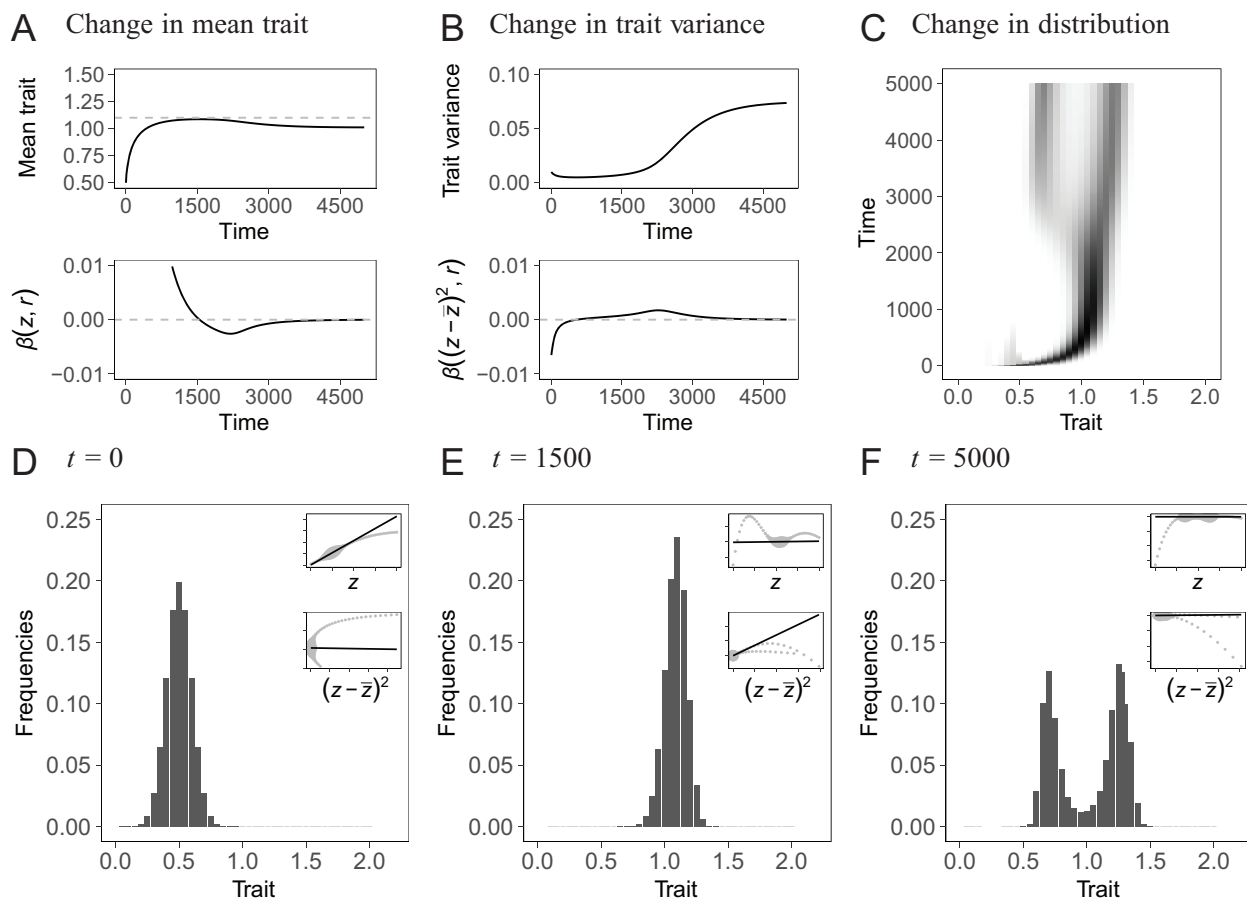 A Change in mean trait
1.50
1.25
1.00
0.75
0.50
Mean trait
0 1500 3000 4500
Time
0.01
0.00
−0.01
β(z, r)
0 1500 3000 4500
Time
B Change in trait variance
0.10
0.05
0.00
Trait variance
0 1500 3000 4500
Time
0.01
0.00
−0.01
β((z − z̅)², r)
0 1500 3000 4500
Time
C Change in distribution
5000
4000
3000
2000
1000
0
Time
0.0 0.5 1.0 1.5 2.0
Trait
D t = 0
0.25
0.20
0.15
0.10
0.05
0.00
Frequencies
z
(z − z̅)²
0.0 0.5 1.0 1.5 2.0
Trait
E t = 1500
0.25
0.20
0.15
0.10
0.05
0.00
Frequencies
z
(z − z̅)²
0.0 0.5 1.0 1.5 2.0
Trait
F t = 5000
0.25
0.20
0.15
0.10
0.05
0.00
Frequencies
z
(z − z̅)²
0.0 0.5 1.0 1.5 2.0
Trait